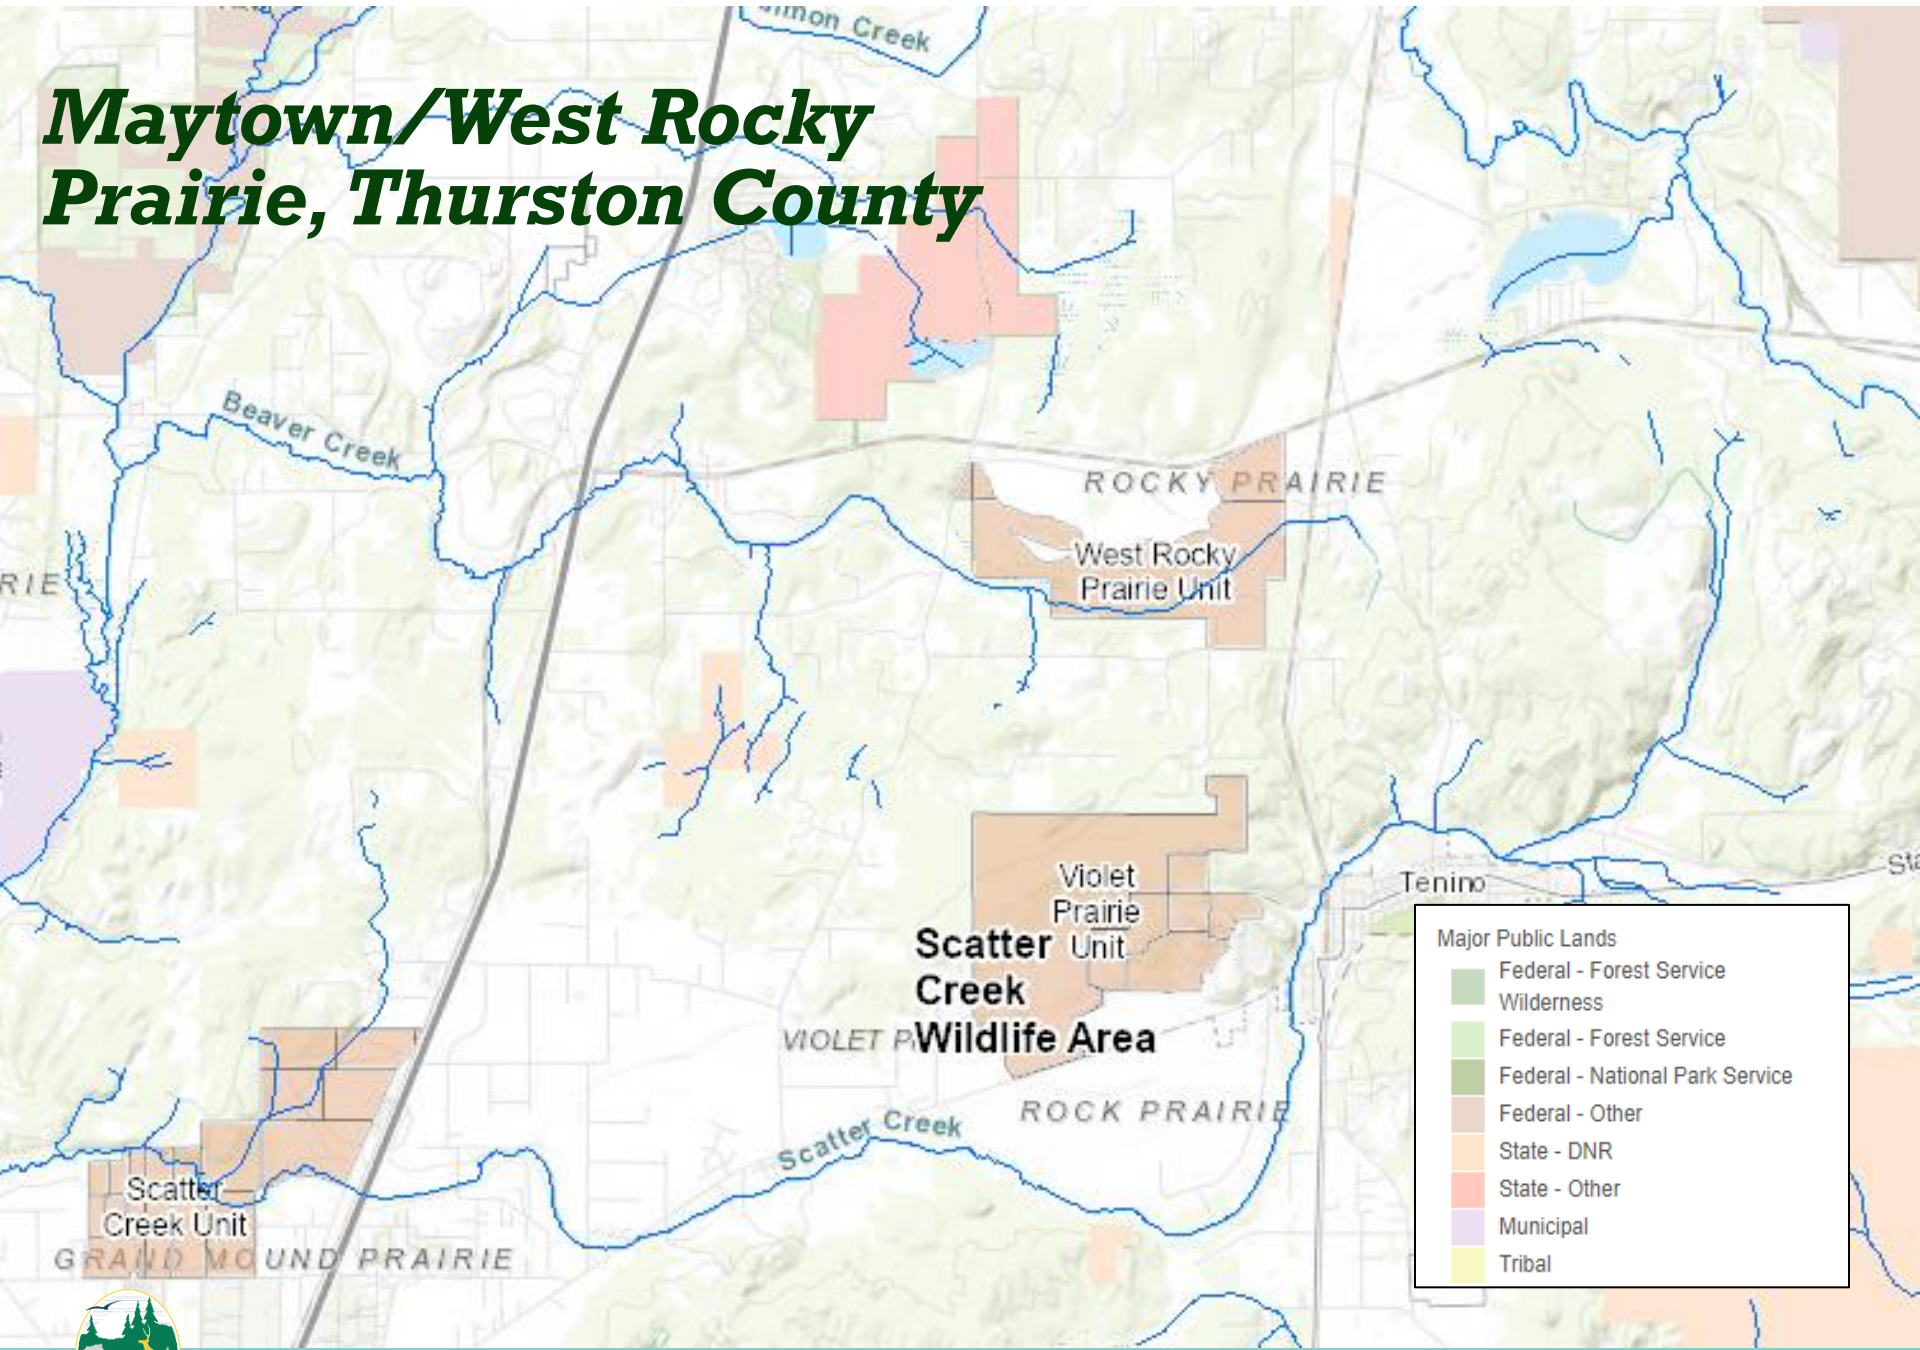 Creek
Maytown/West Rocky
Prairie, Thurston County
Beaver Creek
ROCKY PRAIRIE
West Rocky
Prairie Unit
RIE
Violet
Prairie
Unit
Tenino
Scatter
Creek
Wildlife Area
VIOLET P
ROCK PRAIRIE
Scatter Creek
Scatter
Creek Unit
GRAND MOUND PRAIRIE
Major Public Lands
Federal - Forest Service
Wilderness
Federal - Forest Service
Federal - National Park Service
Federal - Other
State - DNR
State - Other
Municipal
Tribal